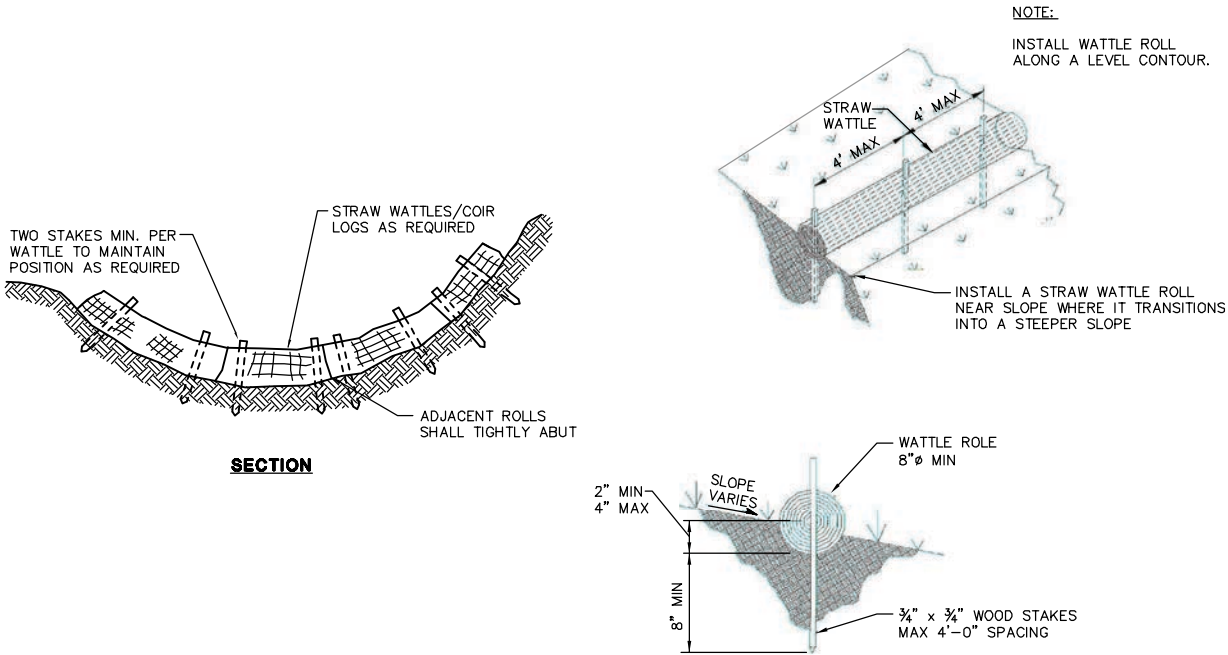 NOTE:
INSTALL WATTLE ROLL
ALONG A LEVEL CONTOUR.
STRAW
WATTLE
4' MAX
4' MAX
INSTALL A STRAW WATTLE ROLL
NEAR SLOPE WHERE IT TRANSITIONS
INTO A STEEPER SLOPE
TWO STAKES MIN. PER
WATTLE TO MAINTAIN
POSITION AS REQUIRED
STRAW WATTLES/COIR
LOGS AS REQUIRED
ADJACENT ROLLS
SHALL TIGHTLY ABUT
SECTION
WATTLE ROLE
8"ø MIN
SLOPE
VARIES
2" MIN
4" MAX
8" MIN
¾" x ¾" WOOD STAKES
MAX 4'-0" SPACING